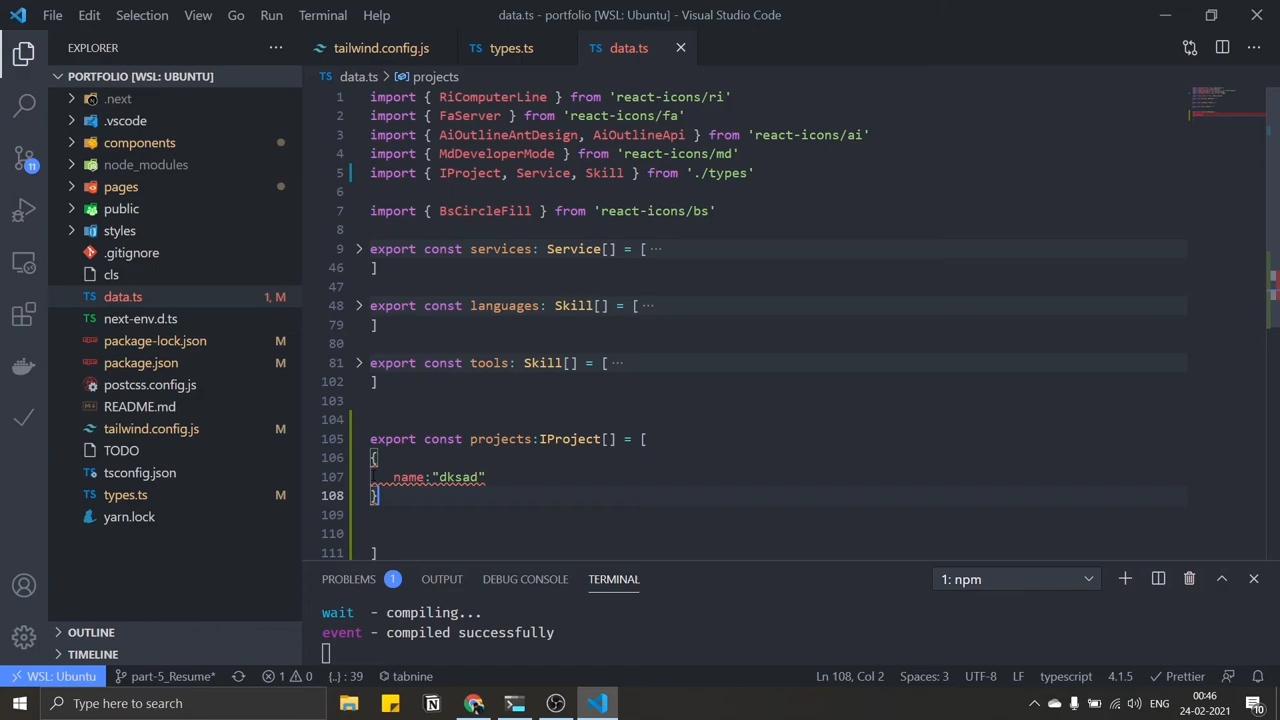 File Edit Selection View Go Run Terminal Help
data.ts - portfolio [WSL: Ubuntu] - Visual Studio Code
EXPLORER
tailwind.config.js
TS types.ts
TS data.ts
PORTFOLIO [WSL: UBUNTU]
TS data.ts > projects
.next
.vscode
components
node_modules
pages
public
styles
.gitignore
cls
TS data.ts 1, M
TS next-env.d.ts
package-lock.json M
package.json M
postcss.config.js
README.md
tailwind.config.js M
TODO
tsconfig.json
TS types.ts M
yarn.lock
OUTLINE
TIMELINE
11
1 import { RiComputerLine } from 'react-icons/ri'
2 import { FaServer } from 'react-icons/fa'
3 import { AiOutlineAntDesign, AiOutlineApi } from 'react-icons/ai'
4 import { MdDeveloperMode } from 'react-icons/md'
5 import { IProject, Service, Skill } from './types'
6
7 import { BsCircleFill } from 'react-icons/bs'
8
9 export const services: Service[] = [ ···
46 ]
47
48 export const languages: Skill[] = [ ···
79 ]
80
81 export const tools: Skill[] = [ ···
102 ]
103
104
105 export const projects:IProject[] = [
106 {
107 name:"dksad"
108 }
109
110
111 ]
PROBLEMS 1 OUTPUT DEBUG CONSOLE TERMINAL 1: npm
wait - compiling...
event - compiled successfully
WSL: Ubuntu part-5_Resume* 1 0 {..} : 39 tabnine Ln 108, Col 2 Spaces: 3 UTF-8 LF typescript 4.1.5 Prettier
Type here to search
ENG
00:46
24-02-2021
10